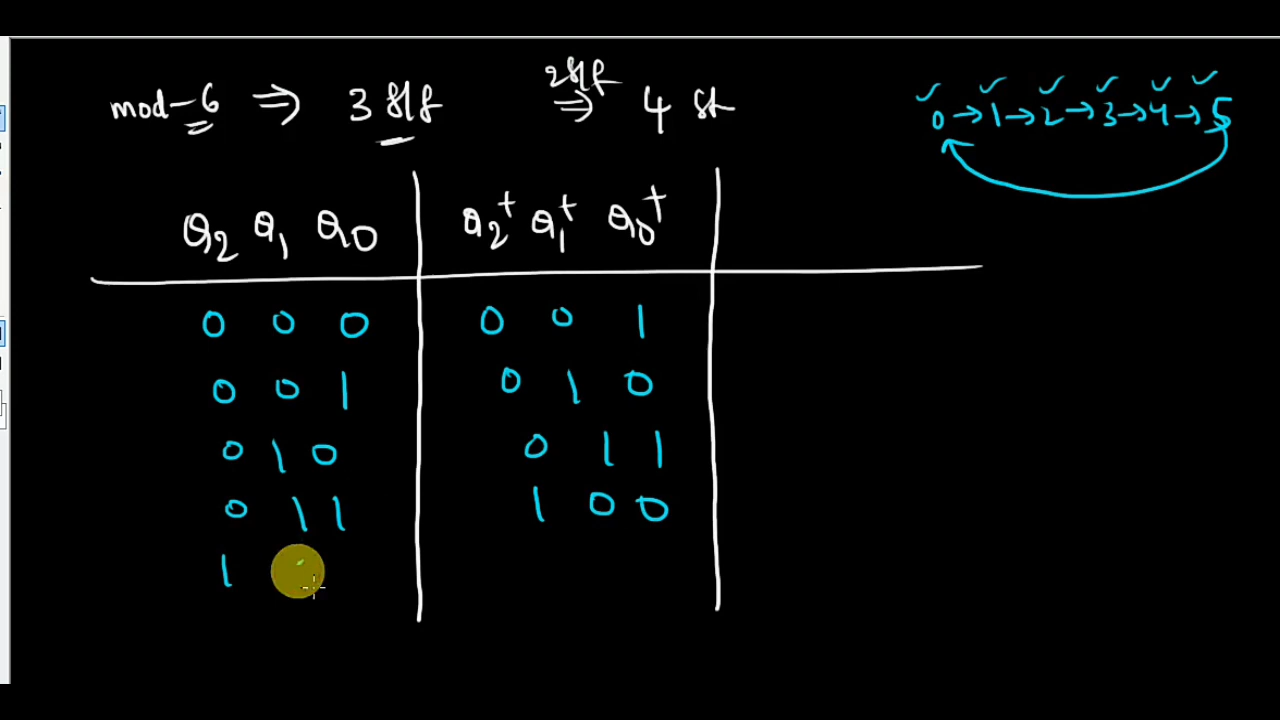 mod-6 ⇒ 3 f/f 2f/f ⇒ 4 st
0→1→2→3→4→5
Q2 Q1 Q0 Q2+ Q1+ Q0+
0 0 0 0 0 1
0 0 1 0 1 0
0 1 0 0 1 1
0 1 1 1 0 0
1